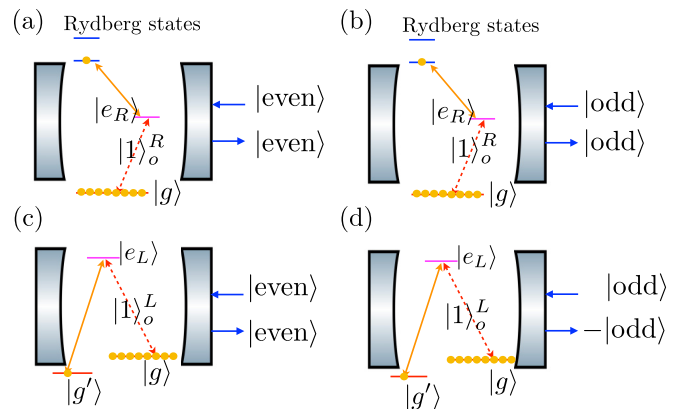 (a)
Rydberg states
|e_R⟩
|1⟩_o^R
|g⟩
|even⟩
|even⟩
(b)
Rydberg states
|e_R⟩
|1⟩_o^R
|g⟩
|odd⟩
|odd⟩
(c)
|e_L⟩
|1⟩_o^L
|g⟩
|g′⟩
|even⟩
|even⟩
(d)
|e_L⟩
|1⟩_o^L
|g⟩
|g′⟩
|odd⟩
−|odd⟩